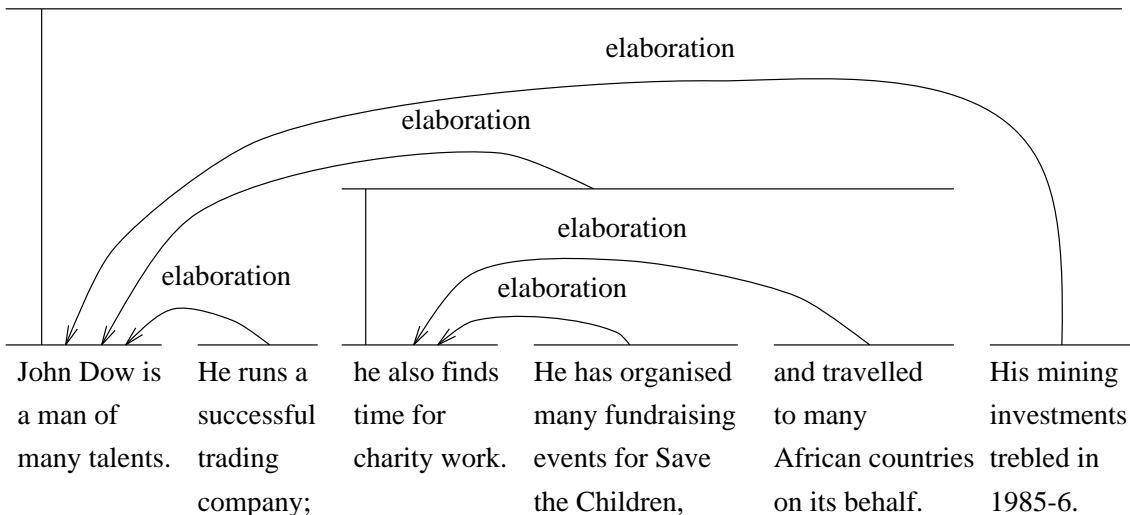 elaboration
elaboration
elaboration
elaboration
elaboration
John Dow is
a man of
many talents.
He runs a
successful
trading
company;
he also finds
time for
charity work.
He has organised
many fundraising
events for Save
the Children,
and travelled
to many
African countries
on its behalf.
His mining
investments
trebled in
1985-6.